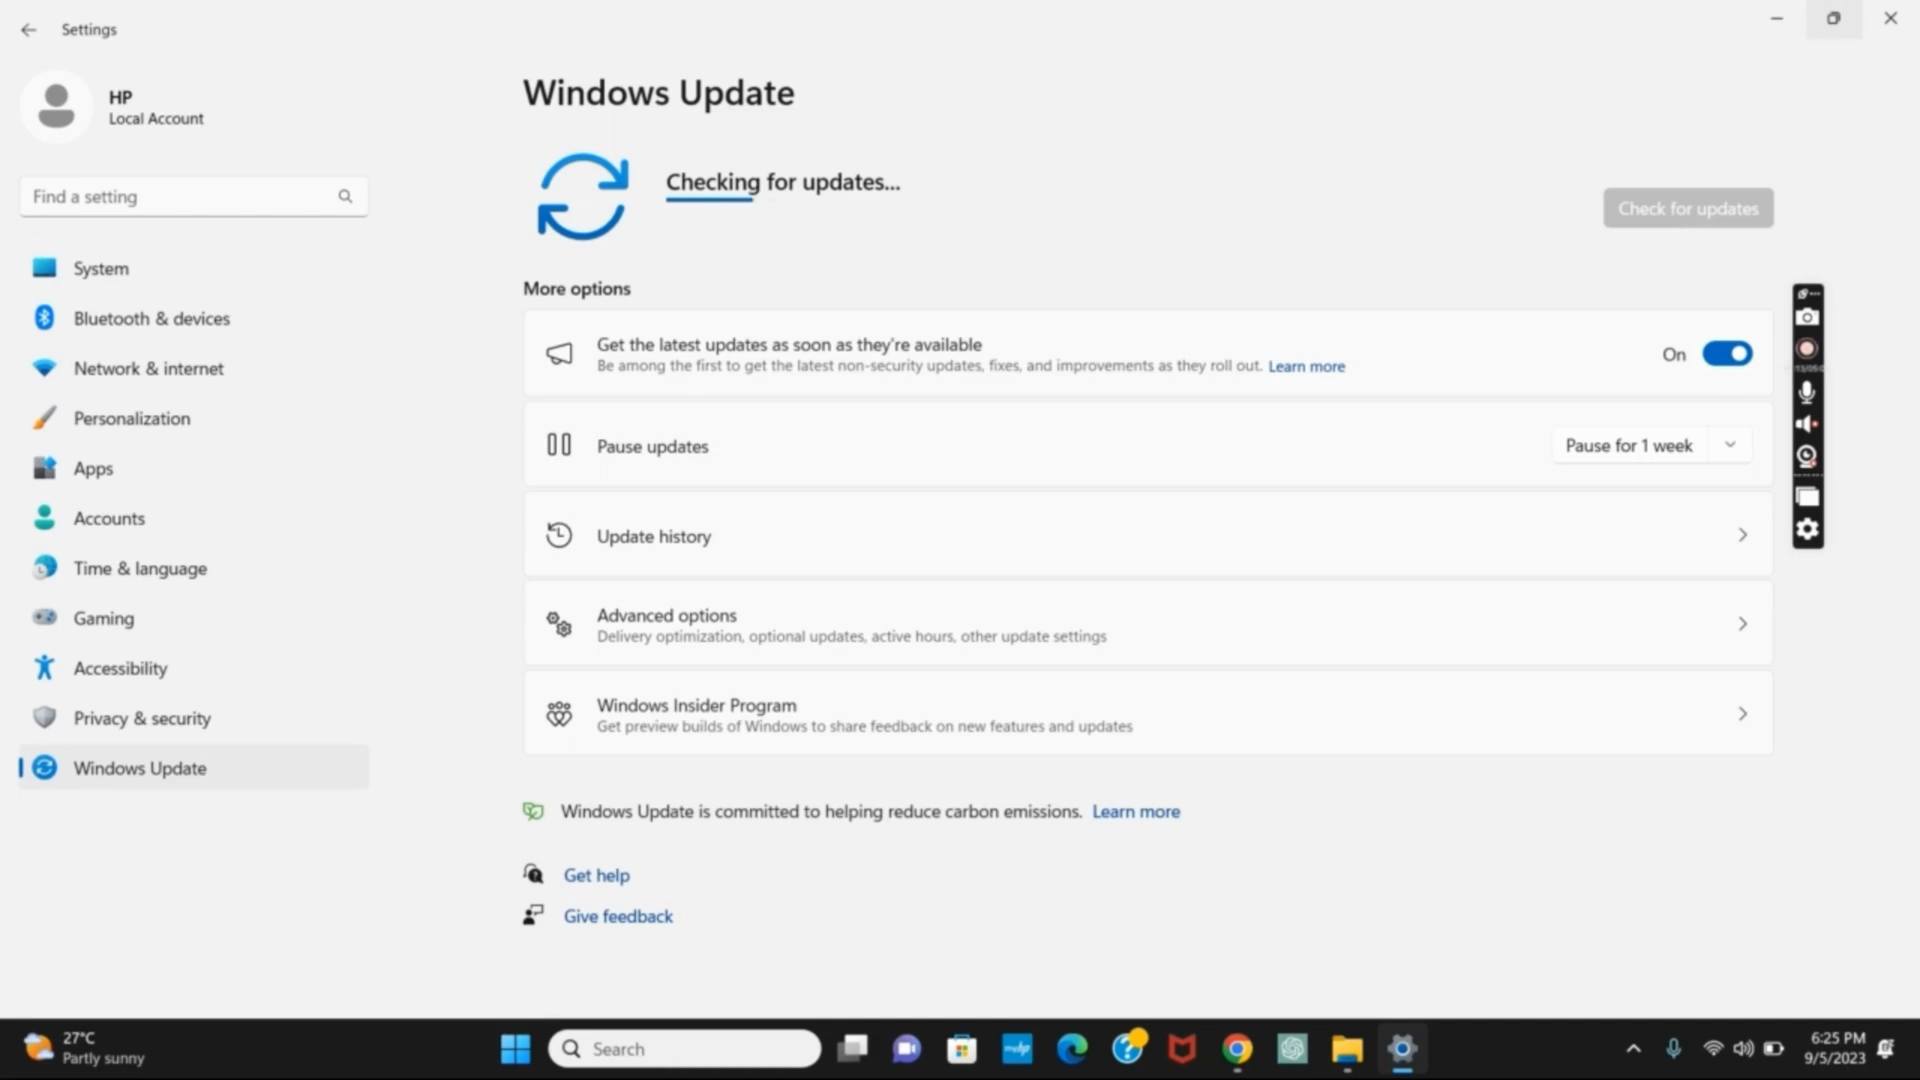 Settings
HP
Local Account
Find a setting
System
Bluetooth & devices
Network & internet
Personalization
Apps
Accounts
Time & language
Gaming
Accessibility
Privacy & security
Windows Update
Windows Update
Checking for updates...
Check for updates
More options
Get the latest updates as soon as they're available
Be among the first to get the latest non-security updates, fixes, and improvements as they roll out. Learn more
On
Pause updates
Pause for 1 week
Update history
Advanced options
Delivery optimization, optional updates, active hours, other update settings
Windows Insider Program
Get preview builds of Windows to share feedback on new features and updates
Windows Update is committed to helping reduce carbon emissions. Learn more
Get help
Give feedback
27°C
Partly sunny
Search
6:25 PM
9/5/2023